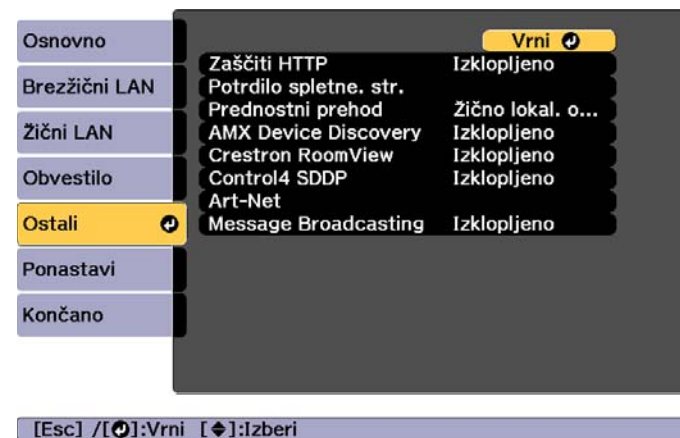 Osnovno
Brezžični LAN
Žični LAN
Obvestilo
Ostali
Ponastavi
Končano
Vrni
Zaščiti HTTP Izklopljeno
Potrdilo spletne. str.
Prednostni prehod Žično lokal. o...
AMX Device Discovery Izklopljeno
Crestron RoomView Izklopljeno
Control4 SDDP Izklopljeno
Art-Net
Message Broadcasting Izklopljeno
[Esc] /[ ]:Vrni [ ]:Izberi